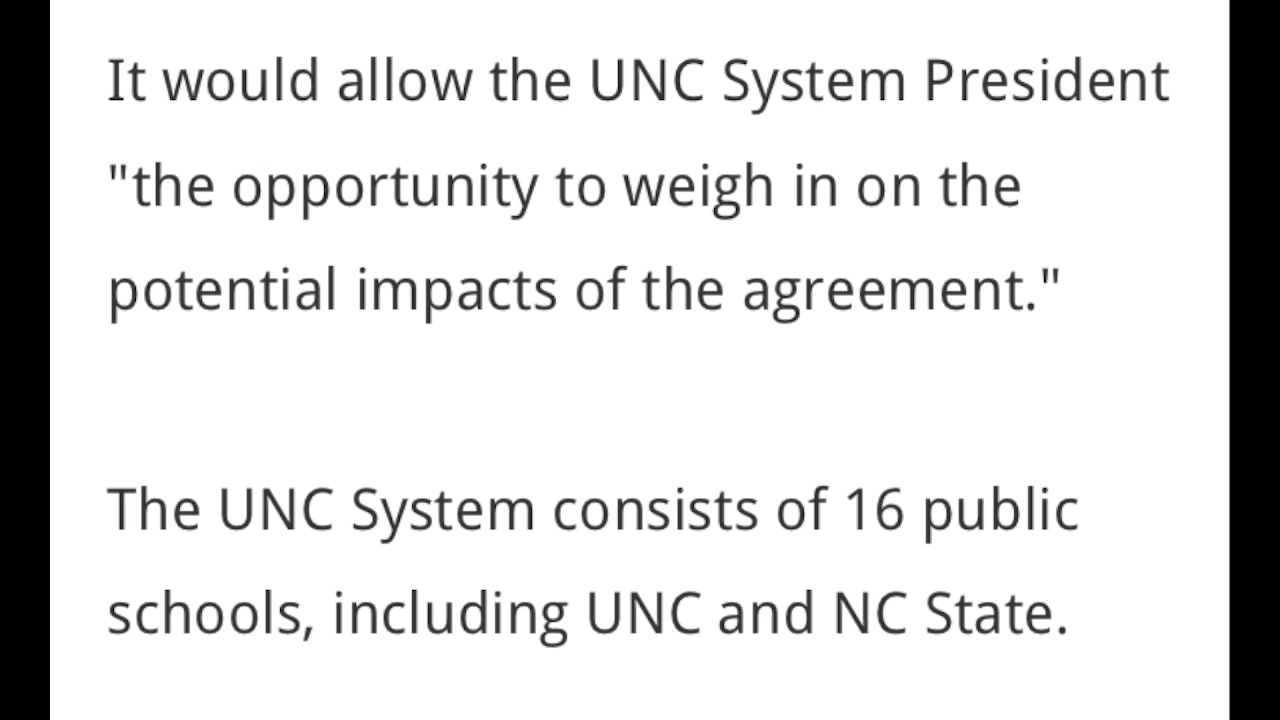 It would allow the UNC System President
"the opportunity to weigh in on the
potential impacts of the agreement."
The UNC System consists of 16 public
schools, including UNC and NC State.